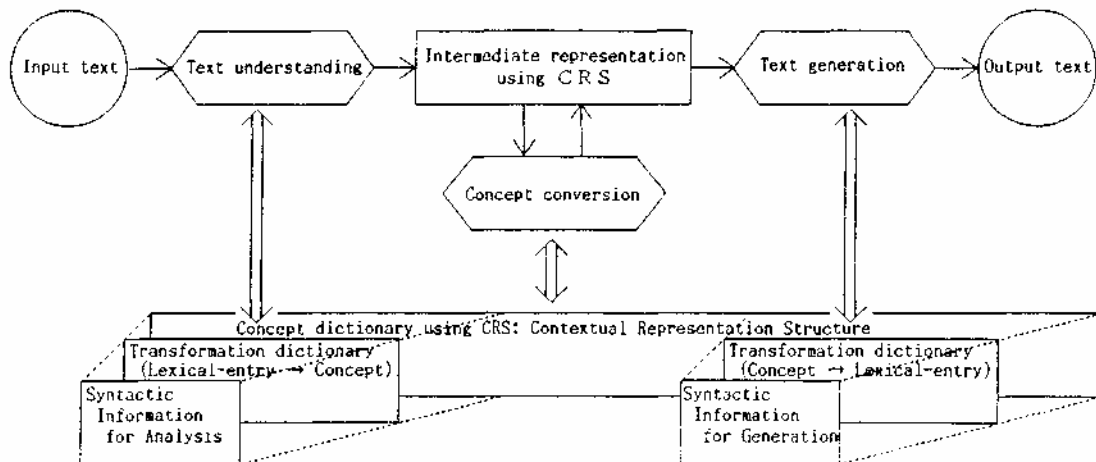 Input text
Text understanding
Intermediate representation
using CRS
Text generation
Output text
Concept conversion
Concept dictionary using CRS: Contextual Representation Structure
Transformation dictionary
(Lexical-entry → Concept)
Syntactic
Information
for Analysis
Transformation dictionary
(Concept → Lexical-entry)
Syntactic
Information
for Generation